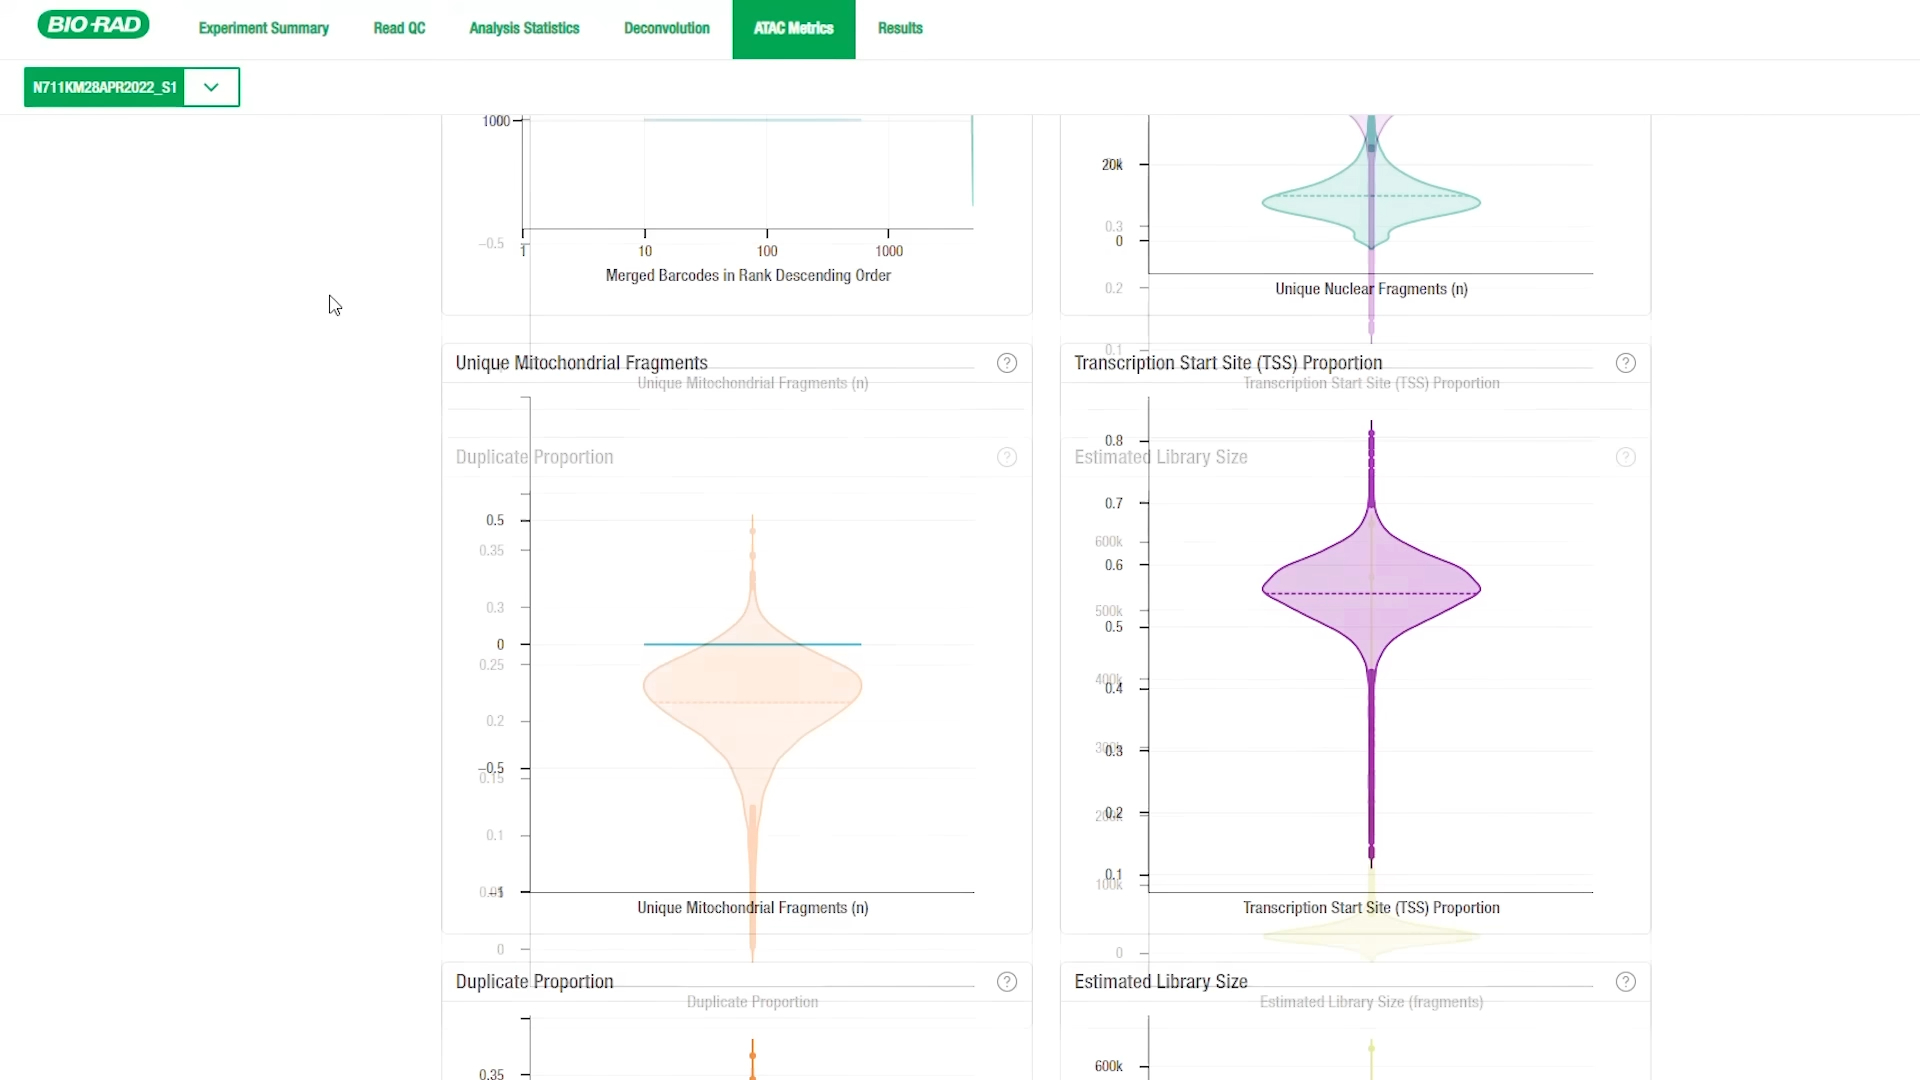 BIO-RAD
Experiment Summary
Read QC
Analysis Statistics
Deconvolution
ATAC Metrics
Results
N711KM28APR2022_S1
1000
−0.5
1
10
100
1000
Merged Barcodes in Rank Descending Order
20k
0.3
0
0.2
0.1
Unique Nuclear Fragments (n)
Unique Mitochondrial Fragments
?
Unique Mitochondrial Fragments (n)
Transcription Start Site (TSS) Proportion
?
Transcription Start Site (TSS) Proportion
Duplicate Proportion
?
Estimated Library Size
?
0.5
0.35
0.3
0
0.25
0.2
−0.5
0.15
0.1
0.05
−1
0
Unique Mitochondrial Fragments (n)
0.8
0.7
600k
0.6
500k
0.5
400k
0.4
300k
0.3
0.2
200k
0.1
100k
0
Transcription Start Site (TSS) Proportion
Duplicate Proportion
?
Duplicate Proportion
0.35
Estimated Library Size
?
Estimated Library Size (fragments)
600k